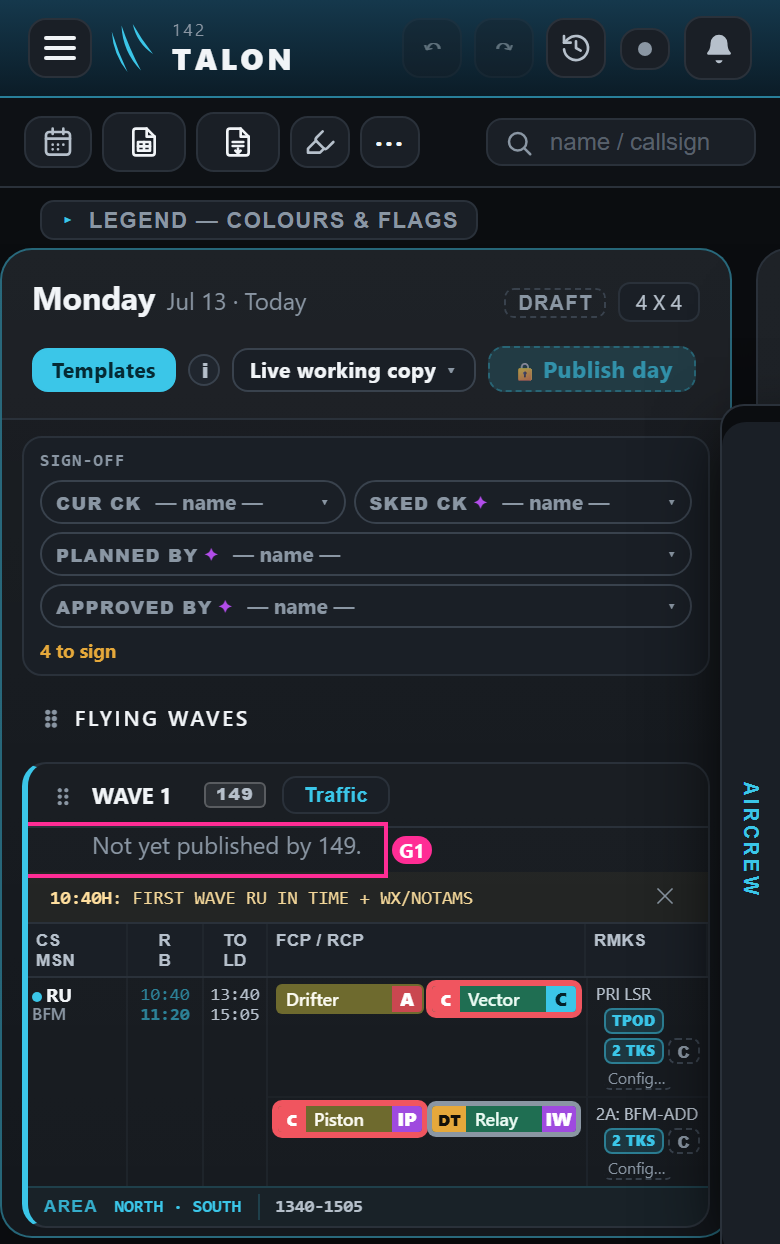 142
TALON
name / callsign
▸ LEGEND — COLOURS & FLAGS
Monday Jul 13 · Today DRAFT 4 X 4
Templates i Live working copy ▾ 🔒 Publish day
SIGN-OFF
CUR CK — name — ▾ SKED CK ✦ — name — ▾
PLANNED BY ✦ — name — ▾
APPROVED BY ✦ — name — ▾
4 to sign
FLYING WAVES
WAVE 1 149 Traffic
Not yet published by 149. G1
10:40H: FIRST WAVE RU IN TIME + WX/NOTAMS
CS R TO FCP / RCP RMKS
MSN B LD
RU 10:40 13:40 Drifter A C Vector C PRI LSR
BFM 11:20 15:05 TPOD
2 TKS C
Config…
C Piston IP DT Relay IW 2A: BFM-ADD
2 TKS C
Config…
AREA NORTH · SOUTH 1340-1505
AIRCREW